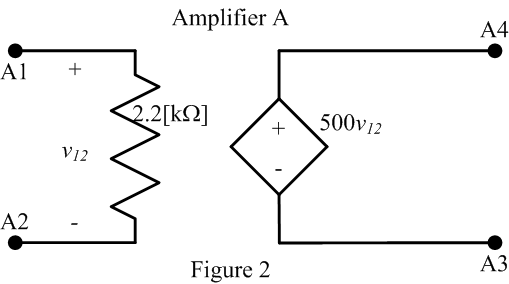 Amplifier A
A4
A1
+
2.2[kΩ]
500v12
+
v12
-
A2
-
A3
Figure 2